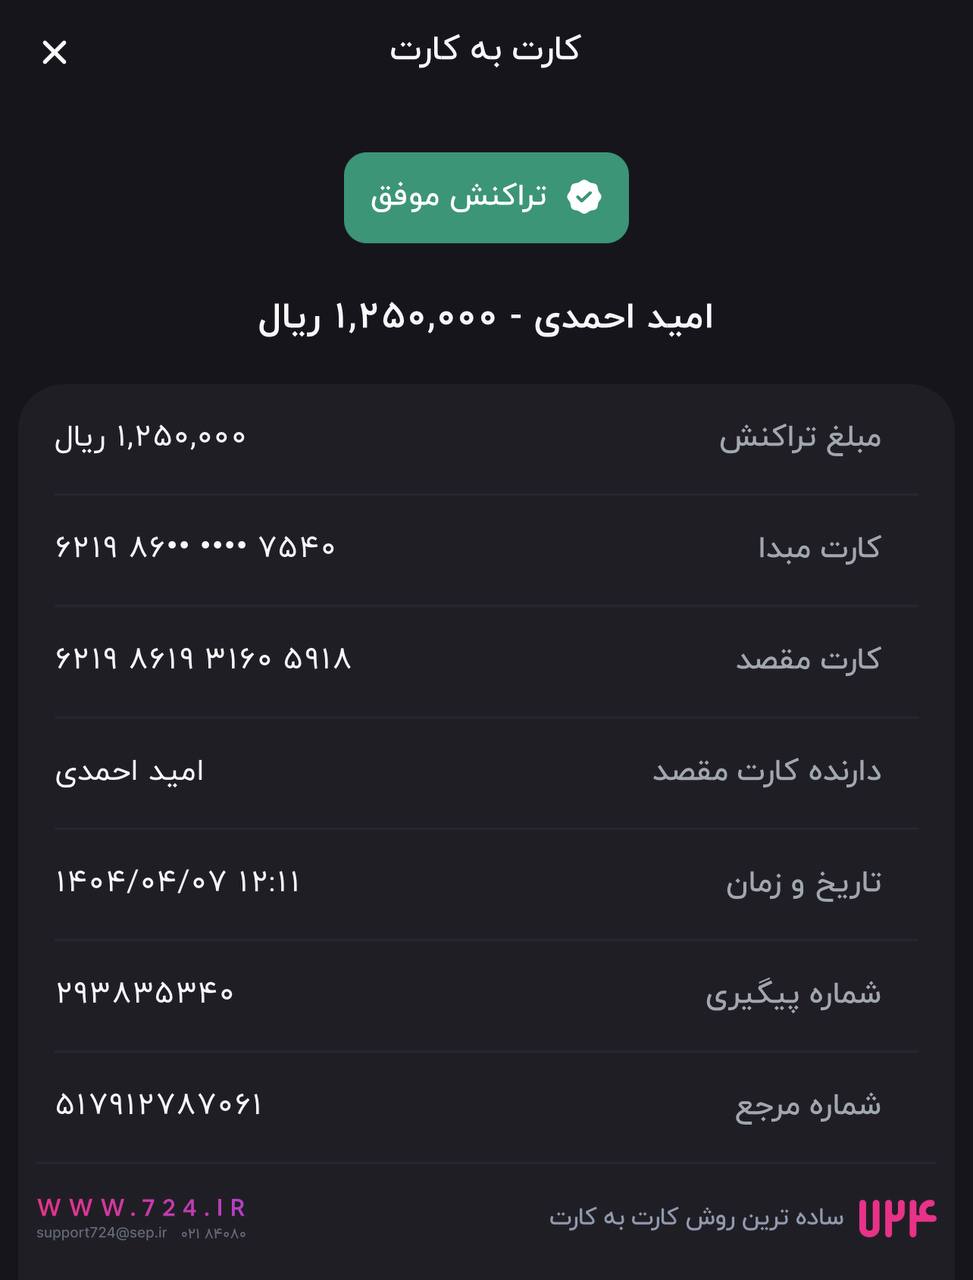 کارت به کارت
تراکنش موفق
امید احمدی - ۱,۲۵۰,۰۰۰ ریال
مبلغ تراکنش ۱,۲۵۰,۰۰۰ ریال
کارت مبدا ۶۲۱۹ ۸۶•• •••• ۷۵۴۰
کارت مقصد ۶۲۱۹ ۸۶۱۹ ۳۱۶۰ ۵۹۱۸
دارنده کارت مقصد امید احمدی
تاریخ و زمان ۱۴۰۴/۰۴/۰۷ ۱۲:۱۱
شماره پیگیری ۲۹۳۸۳۵۳۴۰
شماره مرجع ۵۱۷۹۱۲۷۸۷۰۶۱
۷۲۴ ساده ترین روش کارت به کارت
WWW.724.IR
support724@sep.ir ۰۲۱ ۸۴۰۸۰